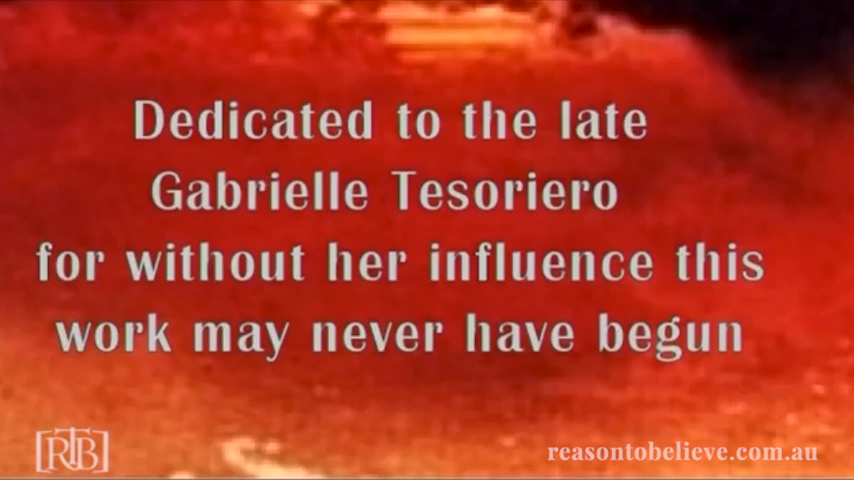 Dedicated to the late
Gabrielle Tesoriero
for without her influence this
work may never have begun
[RTB]
reasontobelieve.com.au